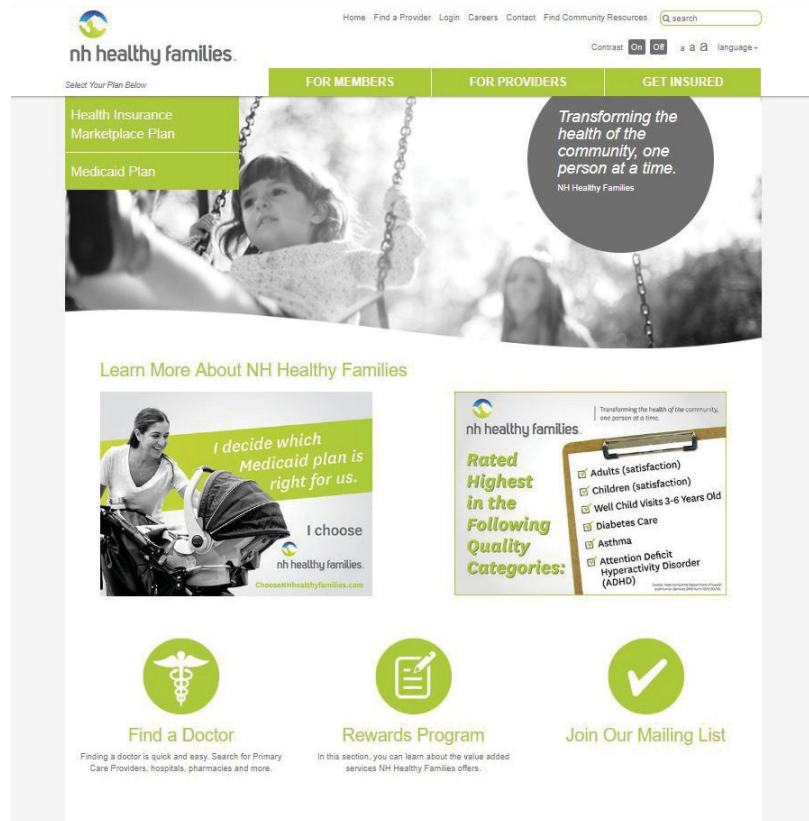 Home Find a Provider Login Careers Contact Find Community Resources search
nh healthy families.
Contrast On Off a a a language
Select Your Plan Below
FOR MEMBERS FOR PROVIDERS GET INSURED
Health Insurance
Marketplace Plan
Medicaid Plan
Transforming the
health of the
community, one
person at a time.
NH Healthy Families
Learn More About NH Healthy Families
I decide which
Medicaid plan is
right for us.
I choose
nh healthy families.
ChooseNHhealthyfamilies.com
nh healthy families.
Transforming the health of the community,
one person at a time.
Rated
Highest
in the
Following
Quality
Categories:
Adults (satisfaction)
Children (satisfaction)
Well Child Visits 3-6 Years Old
Diabetes Care
Asthma
Attention Deficit
Hyperactivity Disorder
(ADHD)
Find a Doctor
Finding a doctor is quick and easy. Search for Primary
Care Providers, hospitals, pharmacies and more.
Rewards Program
In this section, you can learn about the value added
services NH Healthy Families offers.
Join Our Mailing List